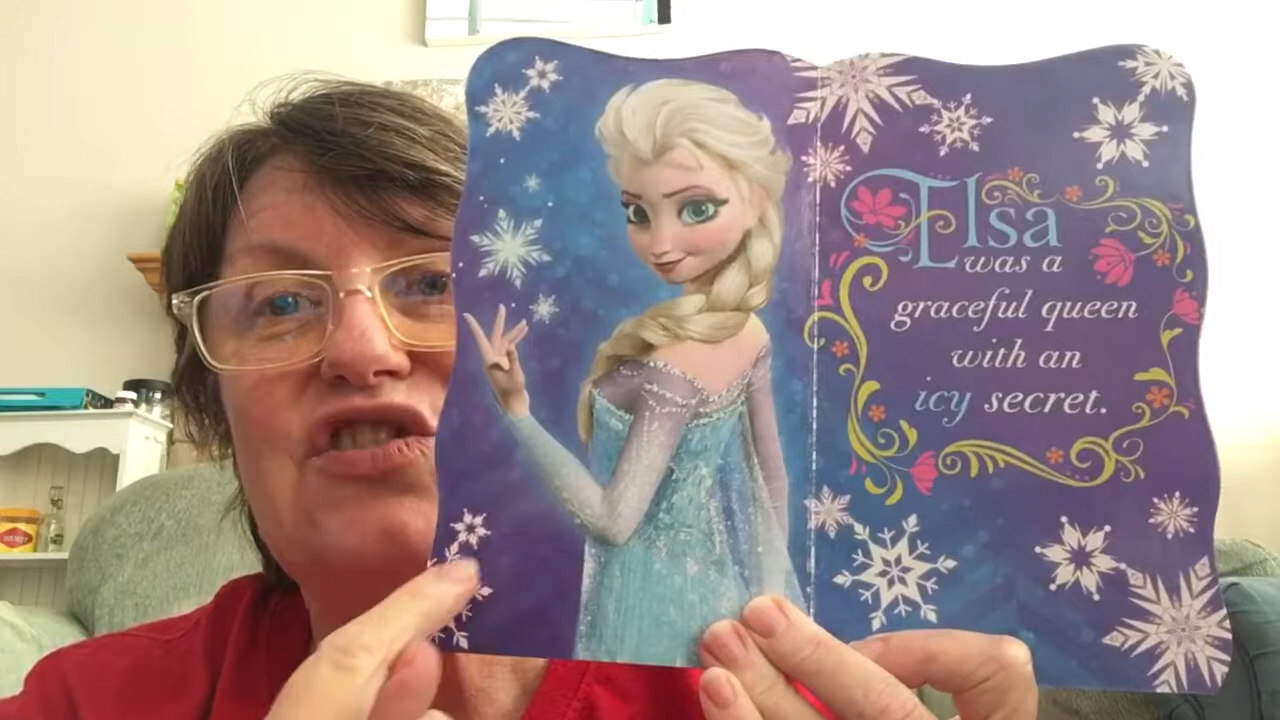 Elsa
was a
graceful queen
with an
icy secret.